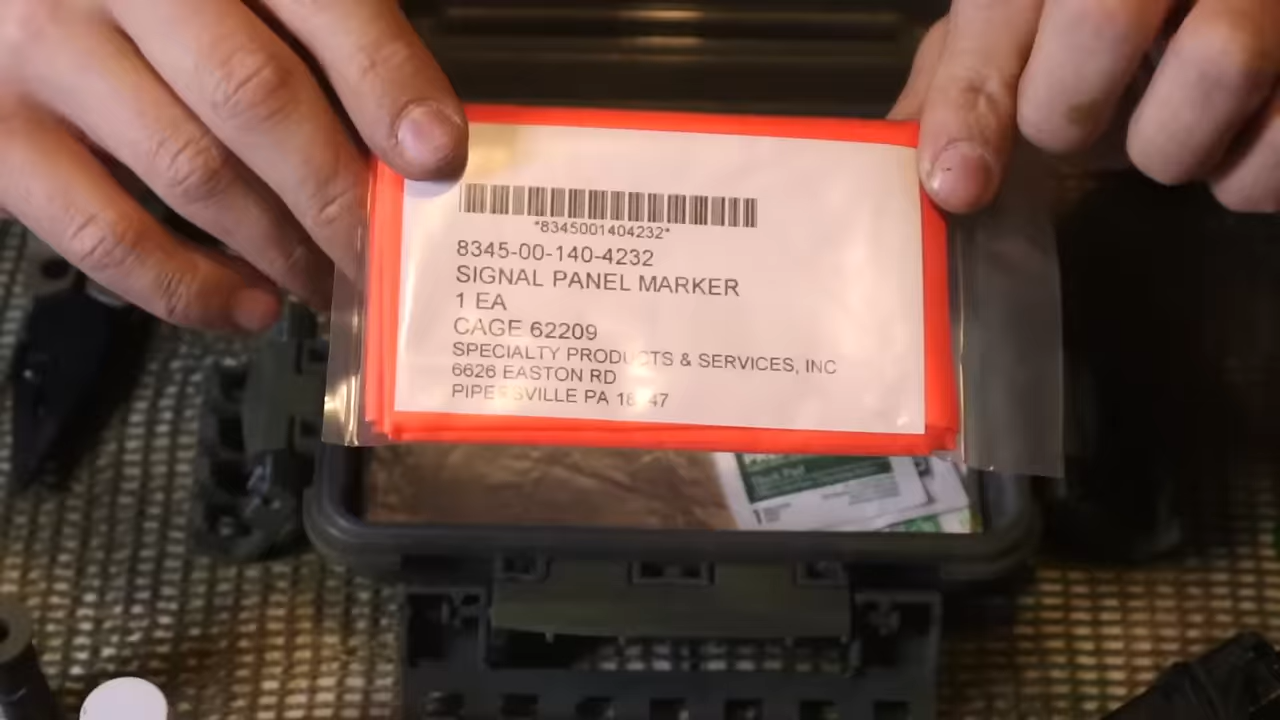 *8345001404232*
8345-00-140-4232
SIGNAL PANEL MARKER
1 EA
CAGE 62209
SPECIALTY PRODUCTS & SERVICES, INC
6626 EASTON RD
PIPERSVILLE PA
1